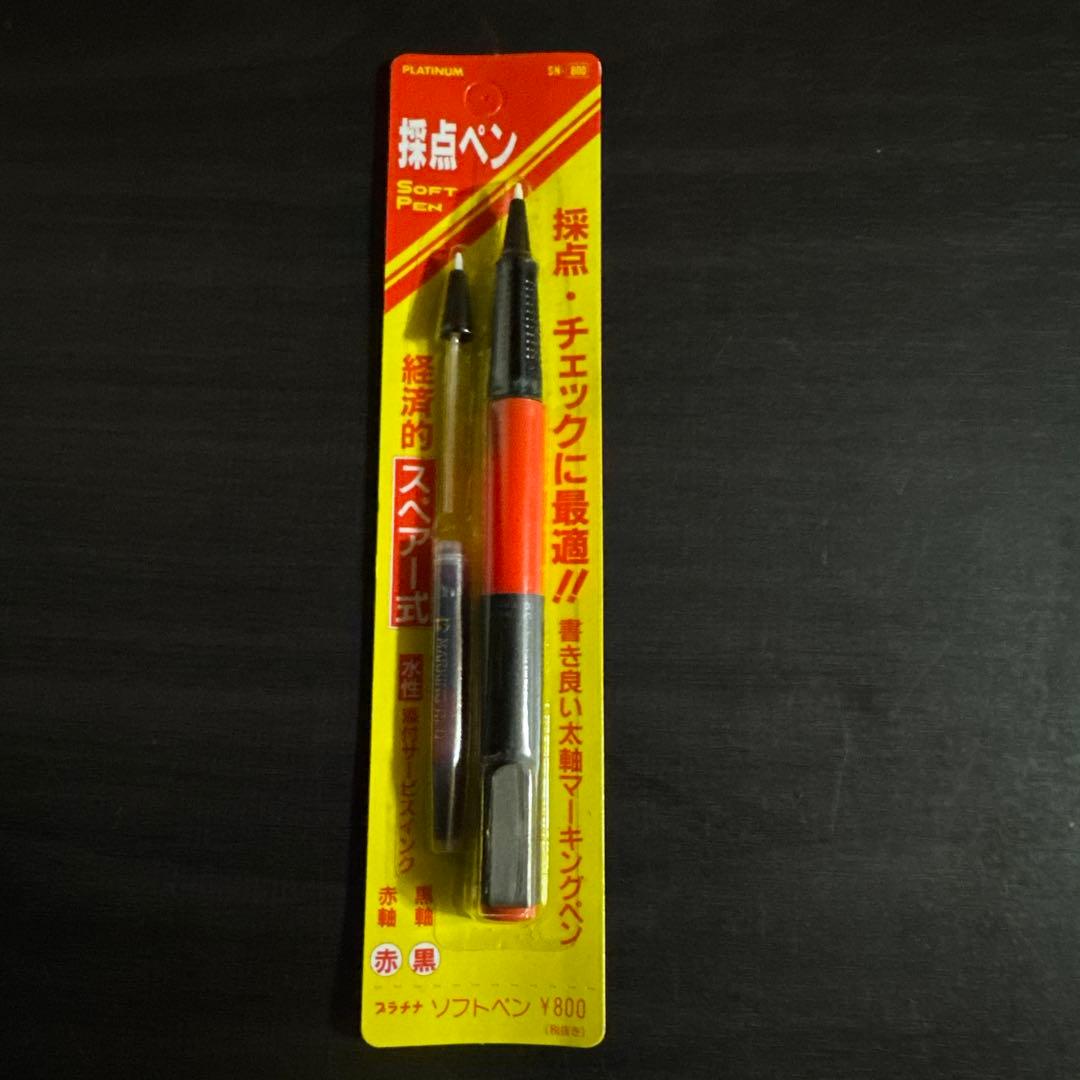 PLATINUM
SN- 800
採点ペン
SOFT
PEN
採点・チェックに最適!!
書き良い太軸マーキングペン
経済的
スペアー式
水性
添付サービスインク
黒軸
赤軸
赤
黒
プラチナ ソフトペン ¥800
(税抜き)